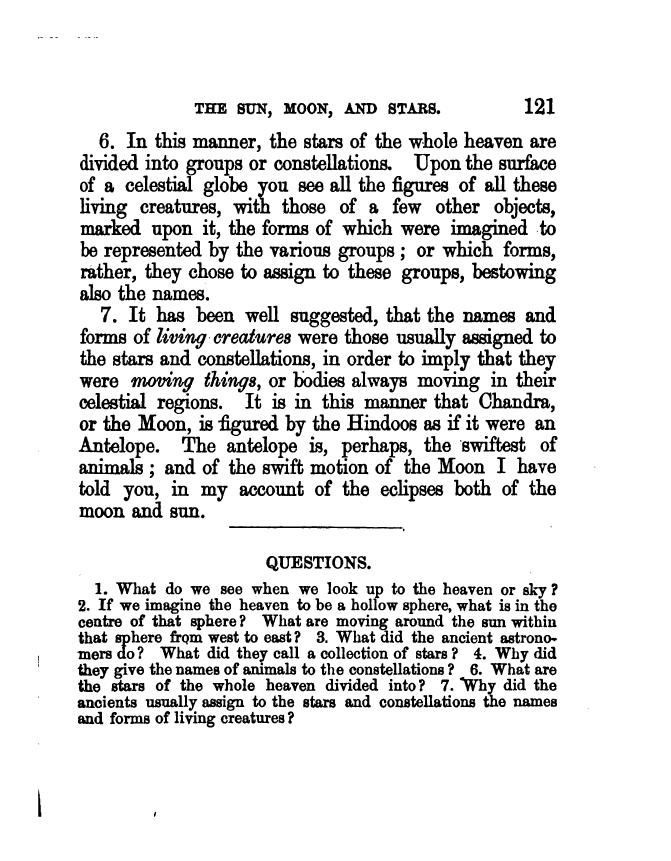 THE SUN, MOON, AND STARS. 121
6. In this manner, the stars of the whole heaven are
divided into groups or constellations. Upon the surface
of a celestial globe you see all the figures of all these
living creatures, with those of a few other objects,
marked upon it, the forms of which were imagined to
be represented by the various groups; or which forms,
rather, they chose to assign to these groups, bestowing
also the names.
7. It has been well suggested, that the names and
forms of living creatures were those usually assigned to
the stars and constellations, in order to imply that they
were moving things, or bodies always moving in their
celestial regions. It is in this manner that Chandra,
or the Moon, is figured by the Hindoos as if it were an
Antelope. The antelope is, perhaps, the swiftest of
animals; and of the swift motion of the Moon I have
told you, in my account of the eclipses both of the
moon and sun.
QUESTIONS.
1. What do we see when we look up to the heaven or sky?
2. If we imagine the heaven to be a hollow sphere, what is in the
centre of that sphere? What are moving around the sun within
that sphere from west to east? 3. What did the ancient astrono-
mers do? What did they call a collection of stars? 4. Why did
they give the names of animals to the constellations? 6. What are
the stars of the whole heaven divided into? 7. Why did the
ancients usually assign to the stars and constellations the names
and forms of living creatures?